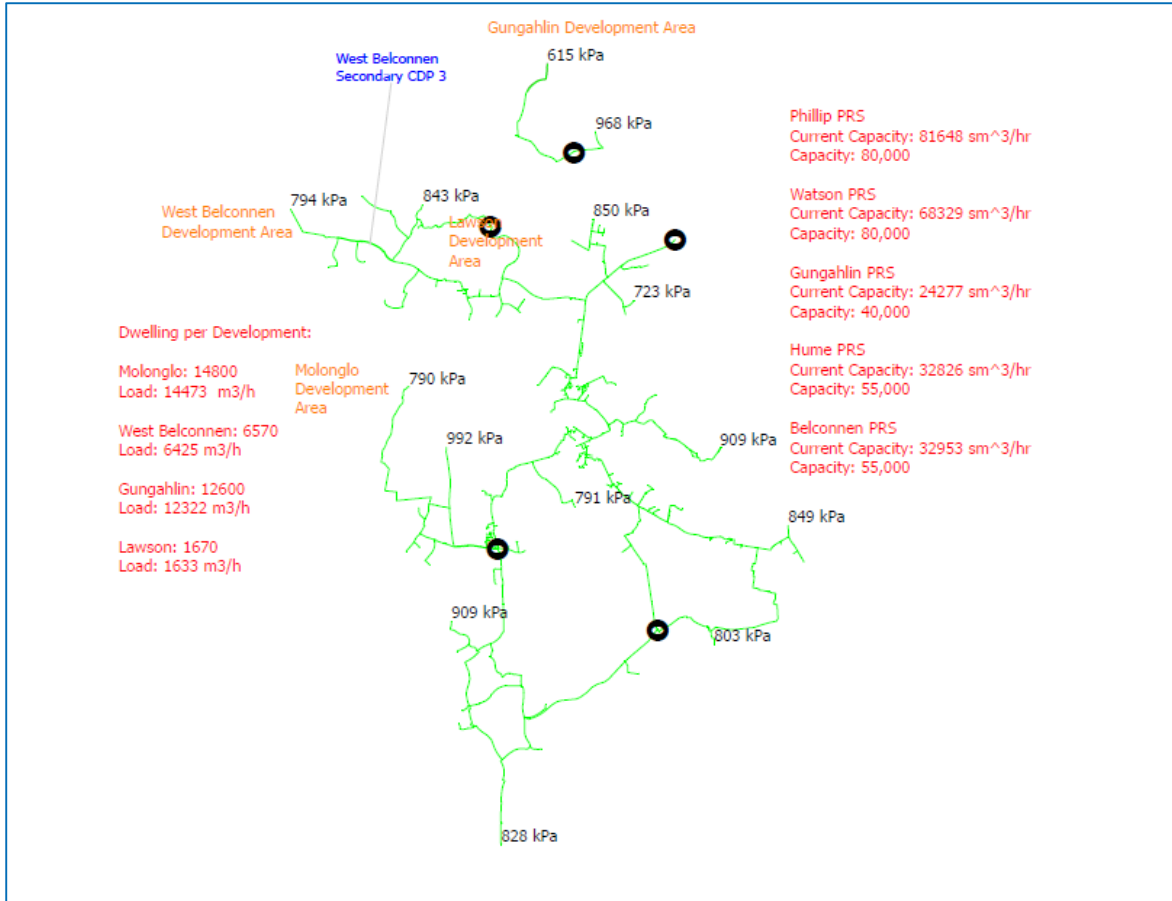 Gungahlin Development Area
615 kPa
West Belconnen
Secondary CDP 3
968 kPa
794 kPa
843 kPa
850 kPa
West Belconnen
Development Area
Lawson
Development
Area
723 kPa
Phillip PRS
Current Capacity: 81648 sm^3/hr
Capacity: 80,000
Watson PRS
Current Capacity: 68329 sm^3/hr
Capacity: 80,000
Gungahlin PRS
Current Capacity: 24277 sm^3/hr
Capacity: 40,000
Hume PRS
Current Capacity: 32826 sm^3/hr
Capacity: 55,000
Belconnen PRS
Current Capacity: 32953 sm^3/hr
Capacity: 55,000
Dwelling per Development:
Molonglo: 14800
Load: 14473 m3/h
West Belconnen: 6570
Load: 6425 m3/h
Gungahlin: 12600
Load: 12322 m3/h
Lawson: 1670
Load: 1633 m3/h
Molonglo
Development
Area
790 kPa
992 kPa
909 kPa
791 kPa
849 kPa
909 kPa
803 kPa
828 kPa